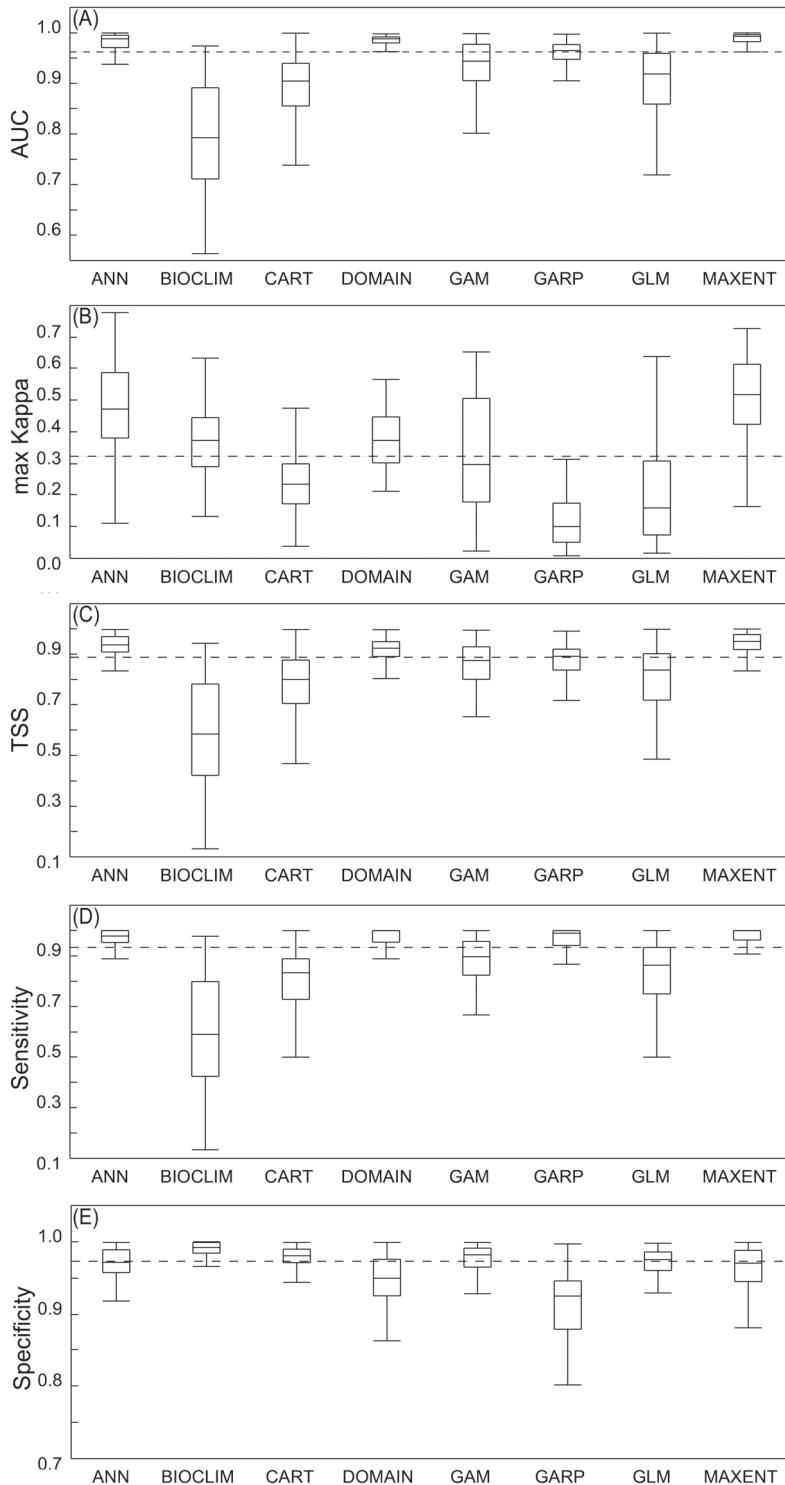 (A)
1.0
0.9
0.8
0.7
0.6
AUC
ANN BIOCLIM CART DOMAIN GAM GARP GLM MAXENT
(B)
0.7
0.6
0.5
0.4
0.3
0.2
0.1
0.0
max Kappa
ANN BIOCLIM CART DOMAIN GAM GARP GLM MAXENT
(C)
0.9
0.7
0.5
0.3
0.1
TSS
ANN BIOCLIM CART DOMAIN GAM GARP GLM MAXENT
(D)
0.9
0.7
0.5
0.3
0.1
Sensitivity
ANN BIOCLIM CART DOMAIN GAM GARP GLM MAXENT
(E)
1.0
0.9
0.8
0.7
Specificity
ANN BIOCLIM CART DOMAIN GAM GARP GLM MAXENT